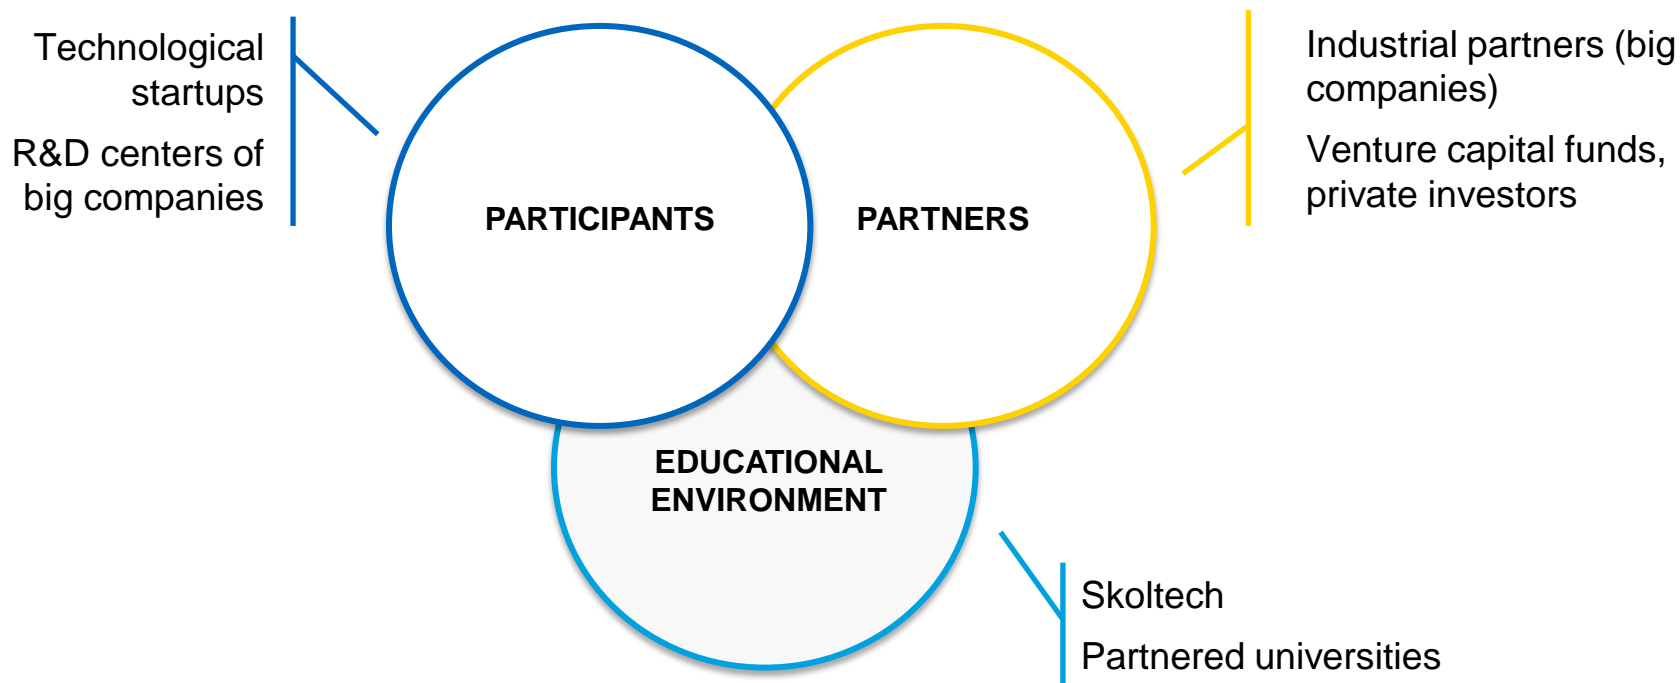 Technological
startups
R&D centers of
big companies
PARTICIPANTS
PARTNERS
Industrial partners (big
companies)
Venture capital funds,
private investors
EDUCATIONAL
ENVIRONMENT
Skoltech
Partnered universities